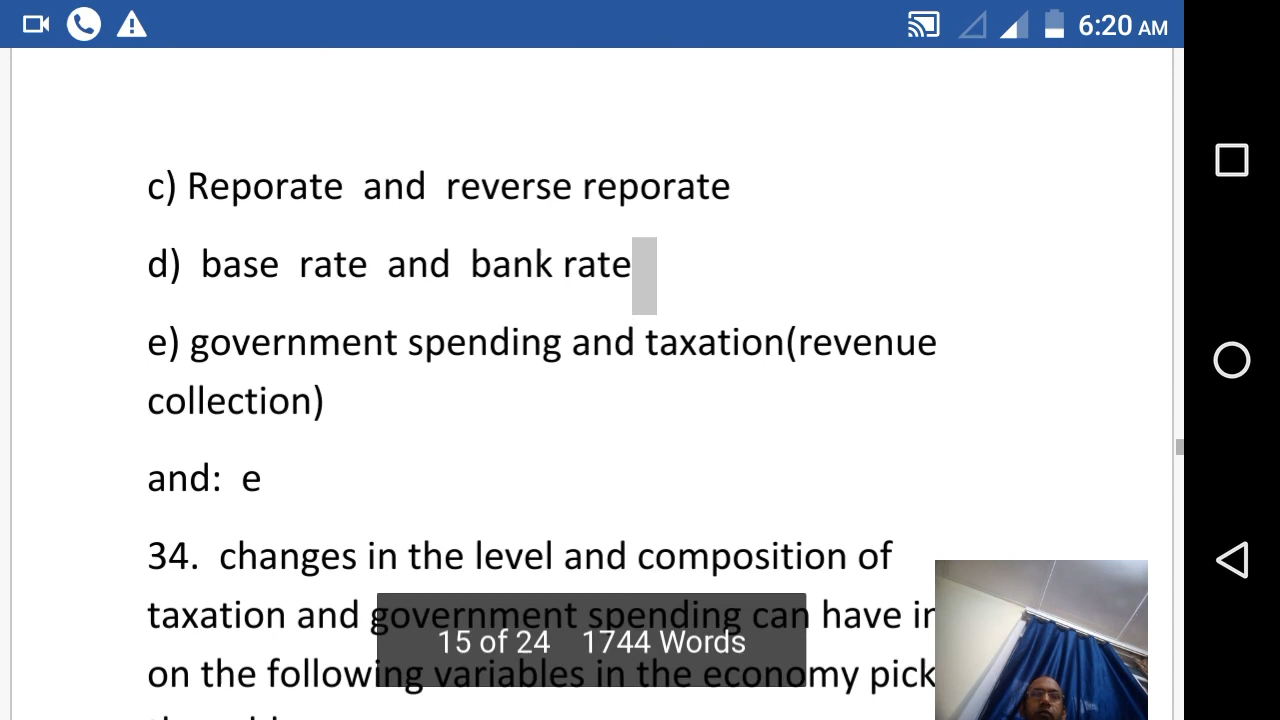 6:20 AM
c) Reporate and reverse reporate
d) base rate and bank rate
e) government spending and taxation(revenue
collection)
and: e
34. changes in the level and composition of
taxation and government spending can have
on the following variables in the economy pick
15 of 24 1744 Words